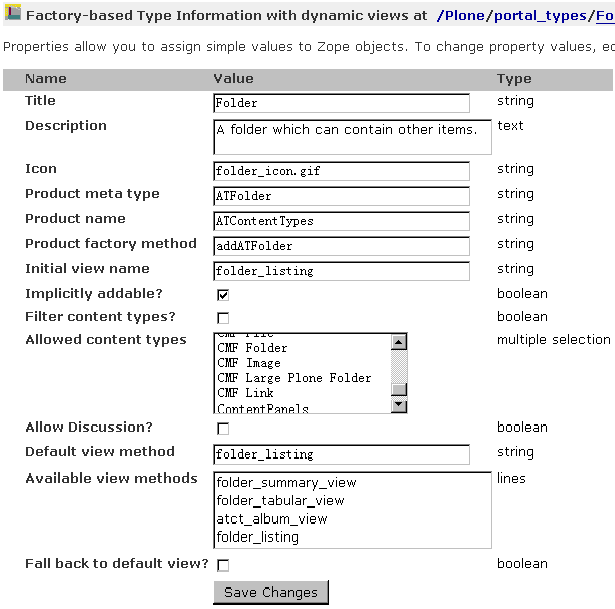 Factory-based Type Information with dynamic views at /Plone/portal_types/Fo
Properties allow you to assign simple values to Zope objects. To change property values, ed
Name Value Type
Title Folder string
Description A folder which can contain other items. text
Icon folder_icon.gif string
Product meta type ATFolder string
Product name ATContentTypes string
Product factory method addATFolder string
Initial view name folder_listing string
Implicitly addable? boolean
Filter content types? boolean
Allowed content types CMF File multiple selection
CMF Folder
CMF Image
CMF Large Plone Folder
CMF Link
ContentPanels
Allow Discussion? boolean
Default view method folder_listing string
Available view methods folder_summary_view lines
folder_tabular_view
atct_album_view
folder_listing
Fall back to default view? boolean
Save Changes